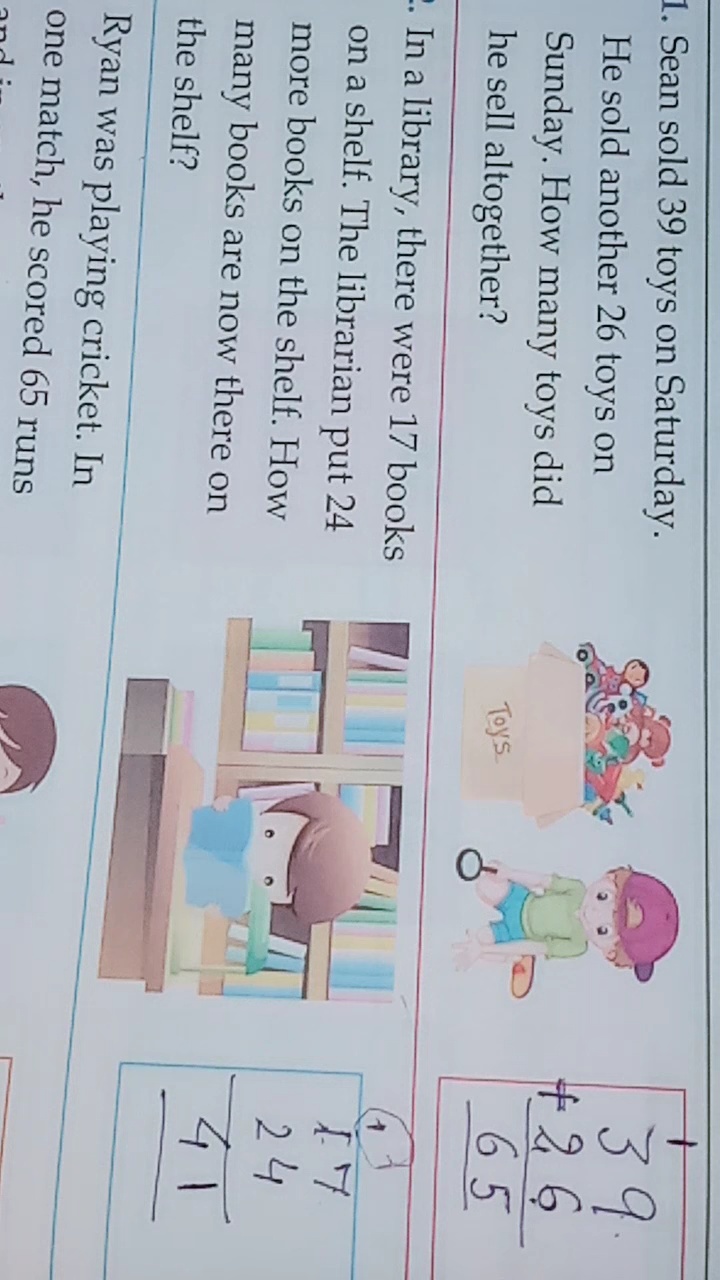 1. Sean sold 39 toys on Saturday.
He sold another 26 toys on
Sunday. How many toys did
he sell altogether?
Toys
1
39
+26
65
2. In a library, there were 17 books
on a shelf. The librarian put 24
more books on the shelf. How
many books are now there on
the shelf?
17
24
41
Ryan was playing cricket. In
one match, he scored 65 runs